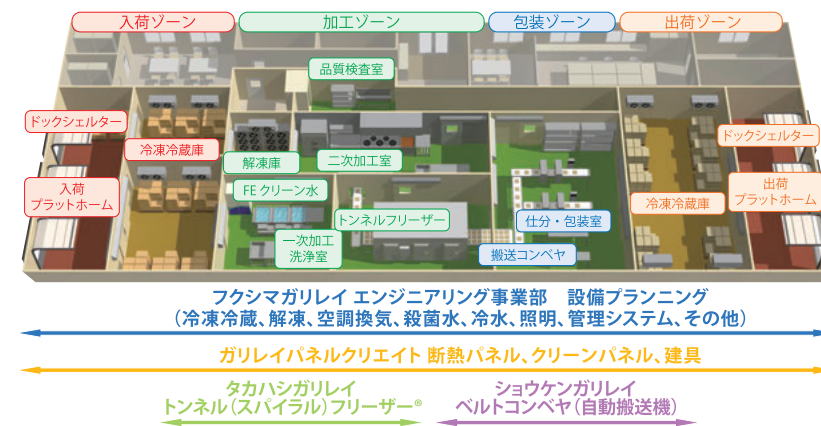 入荷ゾーン
加工ゾーン
包装ゾーン
出荷ゾーン
品質検査室
ドックシェルター
冷凍冷蔵庫
解凍庫
二次加工室
ドックシェルター
入荷
プラットホーム
FE クリーン水
トンネルフリーザー
仕分・包装室
冷凍冷蔵庫
出荷
プラットホーム
一次加工
洗浄室
搬送コンベヤ
フクシマガリレイ エンジニアリング事業部　設備プランニング
（冷凍冷蔵、解凍、空調換気、殺菌水、冷水、照明、管理システム、その他）
ガリレイパネルクリエイト 断熱パネル、クリーンパネル、建具
タカハシガリレイ
トンネル（スパイラル）フリーザー®
ショウケンガリレイ
ベルトコンベヤ（自動搬送機）